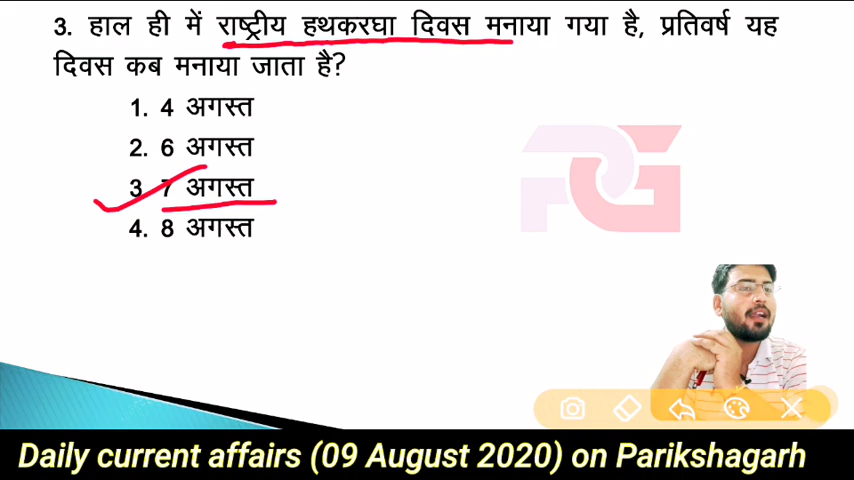 3. हाल ही में राष्ट्रीय हथकरघा दिवस मनाया गया है, प्रतिवर्ष यह
दिवस कब मनाया जाता है?
1. 4 अगस्त
2. 6 अगस्त
3. 7 अगस्त
4. 8 अगस्त
PG
Daily current affairs (09 August 2020) on Parikshagarh